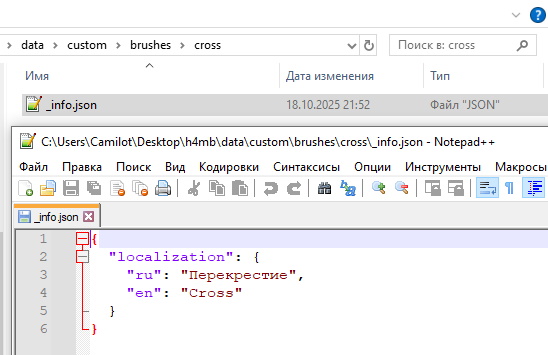 data > custom > brushes > cross
Поиск в: cross
Имя Дата изменения Тип
_info.json 18.10.2025 21:52 Файл "JSON"
C:\Users\Camilot\Desktop\h4mb\data\custom\brushes\cross\_info.json - Notepad++
Файл Правка Поиск Вид Кодировки Синтаксисы Опции Инструменты Макросы
_info.json
1 {
2 "localization": {
3 "ru": "Перекрестие",
4 "en": "Cross"
5 }
6 }